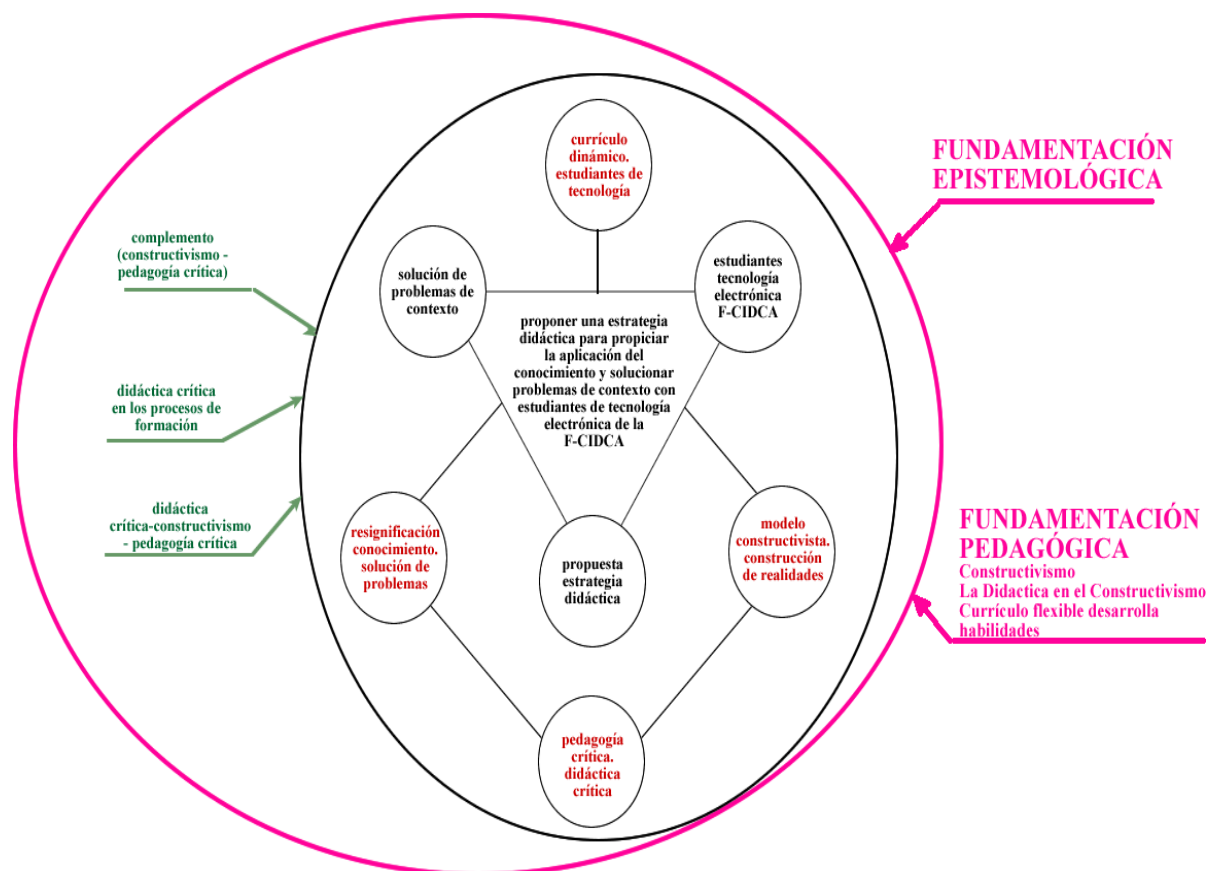 currículo
dinámico.
estudiantes de
tecnología
FUNDAMENTACIÓN
EPISTEMOLÓGICA
complemento
(constructivismo -
pedagogía crítica)
solución de
problemas de
contexto
estudiantes
tecnología
electrónica
F-CIDCA
proponer una estrategia
didáctica para propiciar
la aplicación del
conocimiento y solucionar
problemas de contexto con
estudiantes de tecnología
electrónica de la
F-CIDCA
didáctica crítica
en los procesos de
formación
didáctica
crítica-constructivismo
- pedagogía crítica
resignificación
conocimiento.
solución de
problemas
propuesta
estrategia
didáctica
modelo
constructivista.
construcción
de realidades
FUNDAMENTACIÓN
PEDAGÓGICA
Constructivismo
La Didactica en el Constructivismo
Currículo flexible desarrolla
habilidades
pedagogía
crítica.
didáctica
crítica